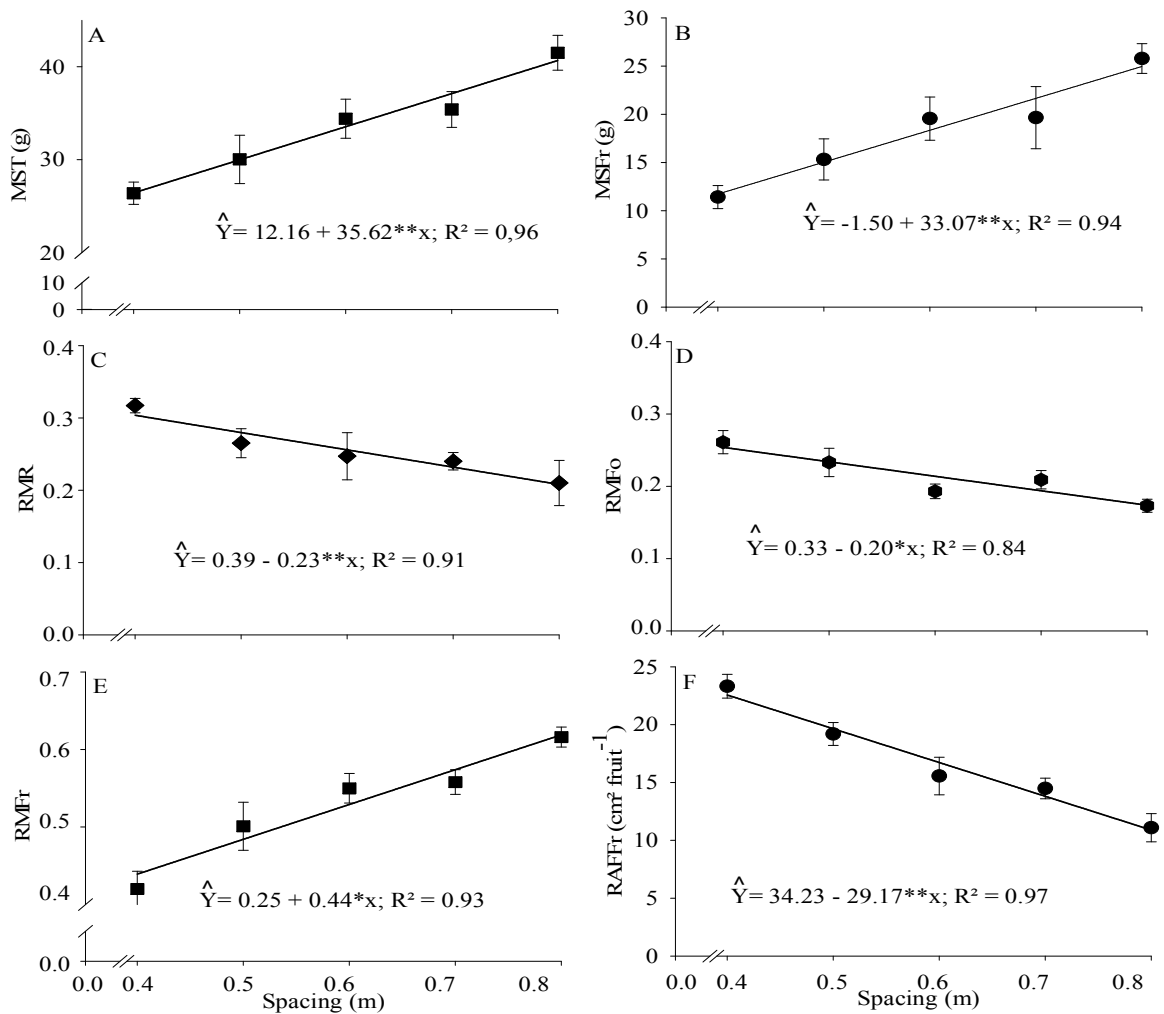 A
MST (g)
40
30
20
10
0
Ŷ= 12.16 + 35.62**x; R² = 0,96
B
MSFr (g)
30
25
20
15
10
5
0
Ŷ= -1.50 + 33.07**x; R² = 0.94
C
RMR
0.4
0.3
0.2
0.1
0.0
Ŷ= 0.39 - 0.23**x; R² = 0.91
D
RMFo
0.4
0.3
0.2
0.1
0.0
Ŷ= 0.33 - 0.20*x; R² = 0.84
E
RMFr
0.7
0.6
0.5
0.4
0.0
Ŷ= 0.25 + 0.44*x; R² = 0.93
0.0 0.4 0.5 0.6 0.7 0.8
Spacing (m)
F
RAFFr (cm² fruit⁻¹)
25
20
15
10
5
0
Ŷ= 34.23 - 29.17**x; R² = 0.97
0.0 0.4 0.5 0.6 0.7 0.8
Spacing (m)